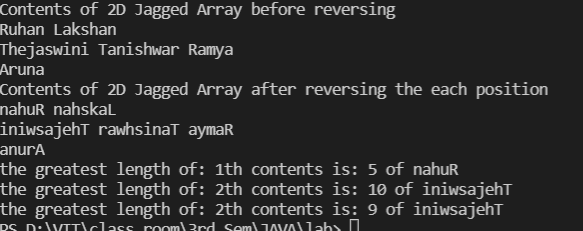 Contents of 2D Jagged Array before reversing
Ruhan Lakshan
Thejaswini Tanishwar Ramya
Aruna
Contents of 2D Jagged Array after reversing the each position
nahuR nahskaL
iniwsajehT rawhsinaT aymaR
anurA
the greatest length of: 1th contents is: 5 of nahuR
the greatest length of: 2th contents is: 10 of iniwsajehT
the greatest length of: 2th contents is: 9 of iniwsajehT
PS D:\VIT\class room\3rd Sem\JAVA\lab>